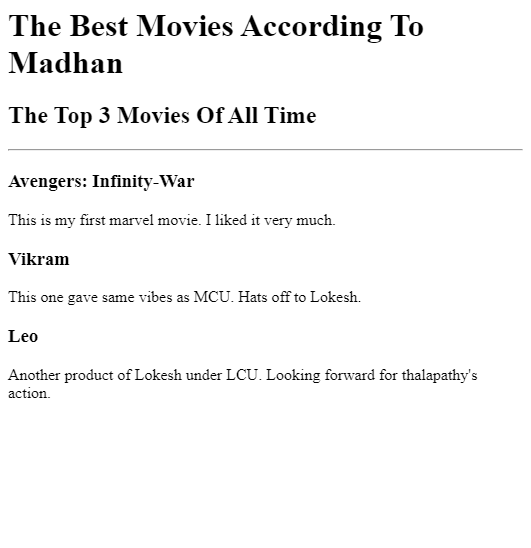 The Best Movies According To
Madhan
The Top 3 Movies Of All Time
Avengers: Infinity-War
This is my first marvel movie. I liked it very much.
Vikram
This one gave same vibes as MCU. Hats off to Lokesh.
Leo
Another product of Lokesh under LCU. Looking forward for thalapathy's
action.